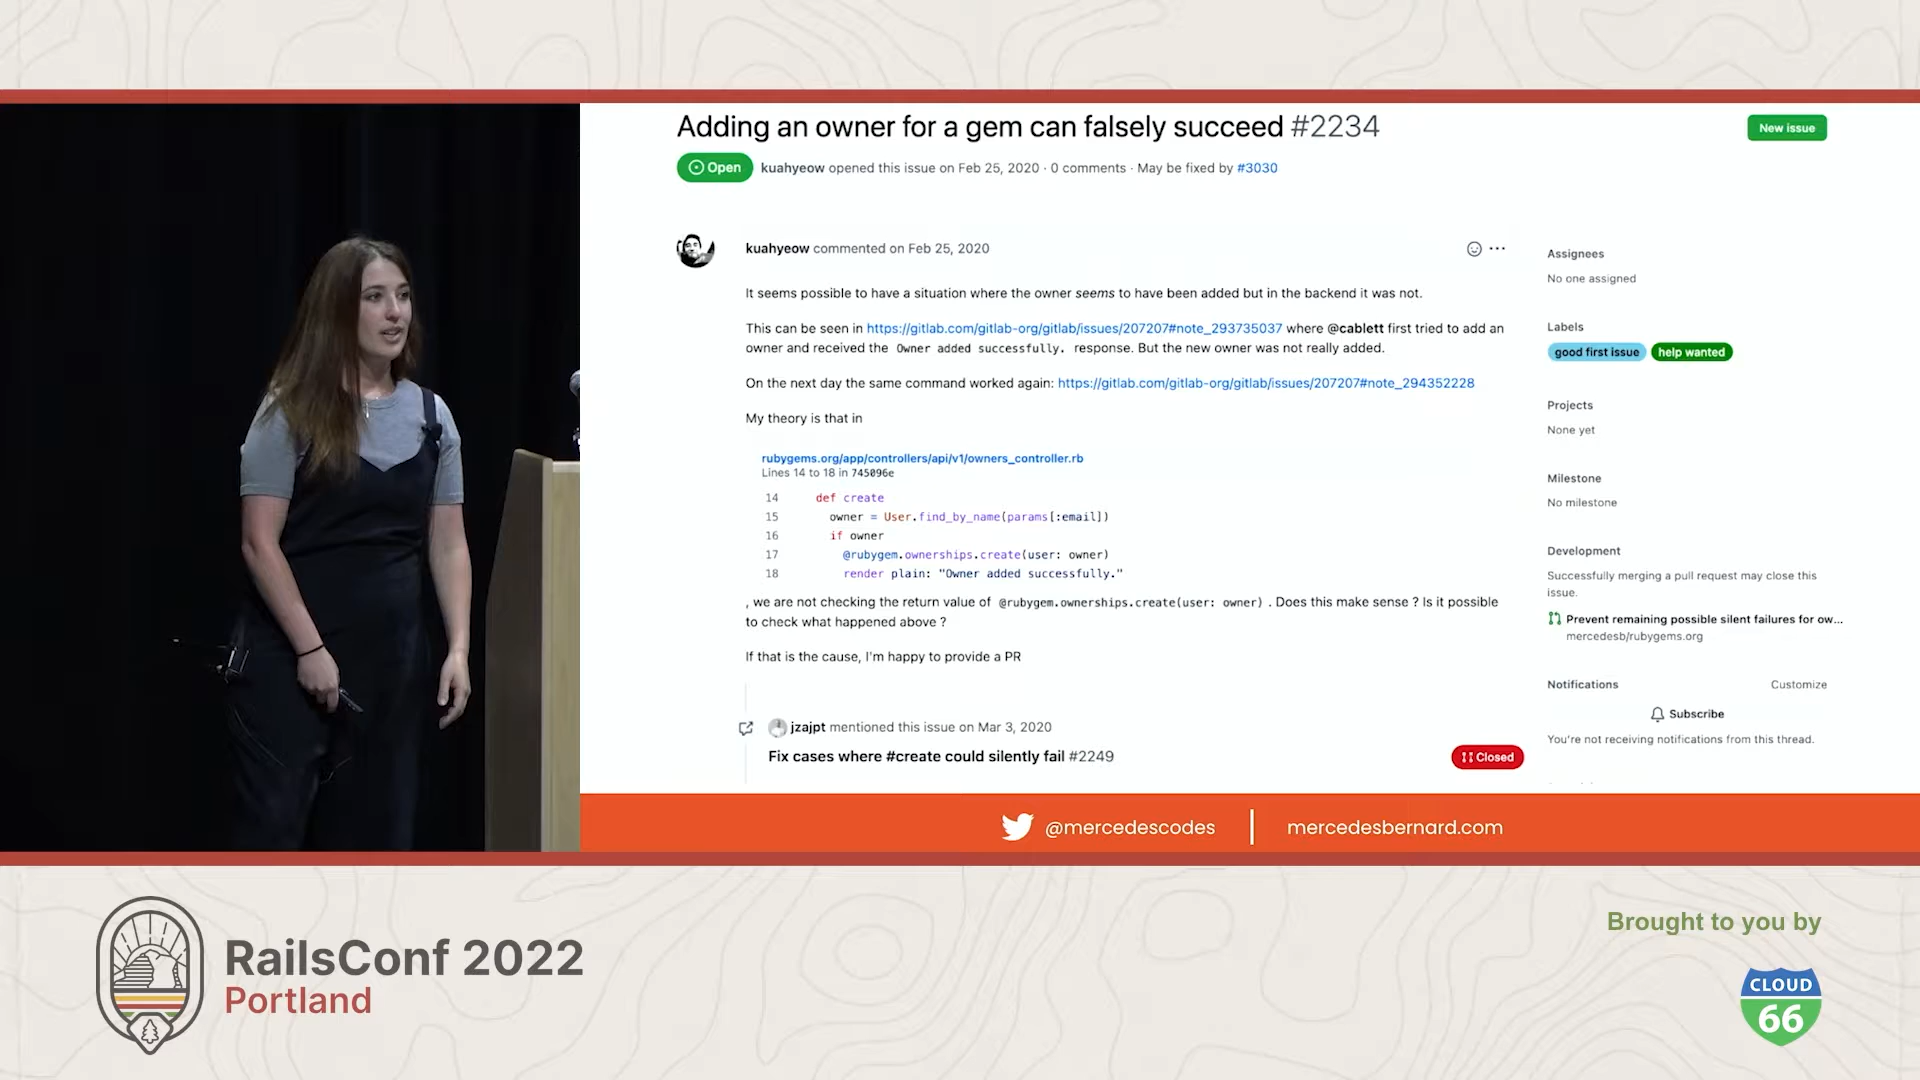 Adding an owner for a gem can falsely succeed #2234
New issue
Open
kuahyeow opened this issue on Feb 25, 2020 · 0 comments · May be fixed by #3030
kuahyeow commented on Feb 25, 2020
It seems possible to have a situation where the owner seems to have been added but in the backend it was not.
This can be seen in https://gitlab.com/gitlab-org/gitlab/issues/207207#note_293735037 where @cablett first tried to add an
owner and received the Owner added successfully. response. But the new owner was not really added.
On the next day the same command worked again: https://gitlab.com/gitlab-org/gitlab/issues/207207#note_294352228
My theory is that in
rubygems.org/app/controllers/api/v1/owners_controller.rb
Lines 14 to 18 in 745096e
14 def create
15 owner = User.find_by_name(params[:email])
16 if owner
17 @rubygem.ownerships.create(user: owner)
18 render plain: "Owner added successfully."
, we are not checking the return value of @rubygem.ownerships.create(user: owner) . Does this make sense ? Is it possible
to check what happened above ?
If that is the cause, I'm happy to provide a PR
jzajpt mentioned this issue on Mar 3, 2020
Fix cases where #create could silently fail #2249
Closed
Assignees
No one assigned
Labels
good first issue
help wanted
Projects
None yet
Milestone
No milestone
Development
Successfully merging a pull request may close this
issue.
Prevent remaining possible silent failures for ow...
mercedesb/rubygems.org
Notifications
Customize
Subscribe
You're not receiving notifications from this thread.
@mercedescodes
mercedesbernard.com
RailsConf 2022
Portland
Brought to you by
CLOUD
66